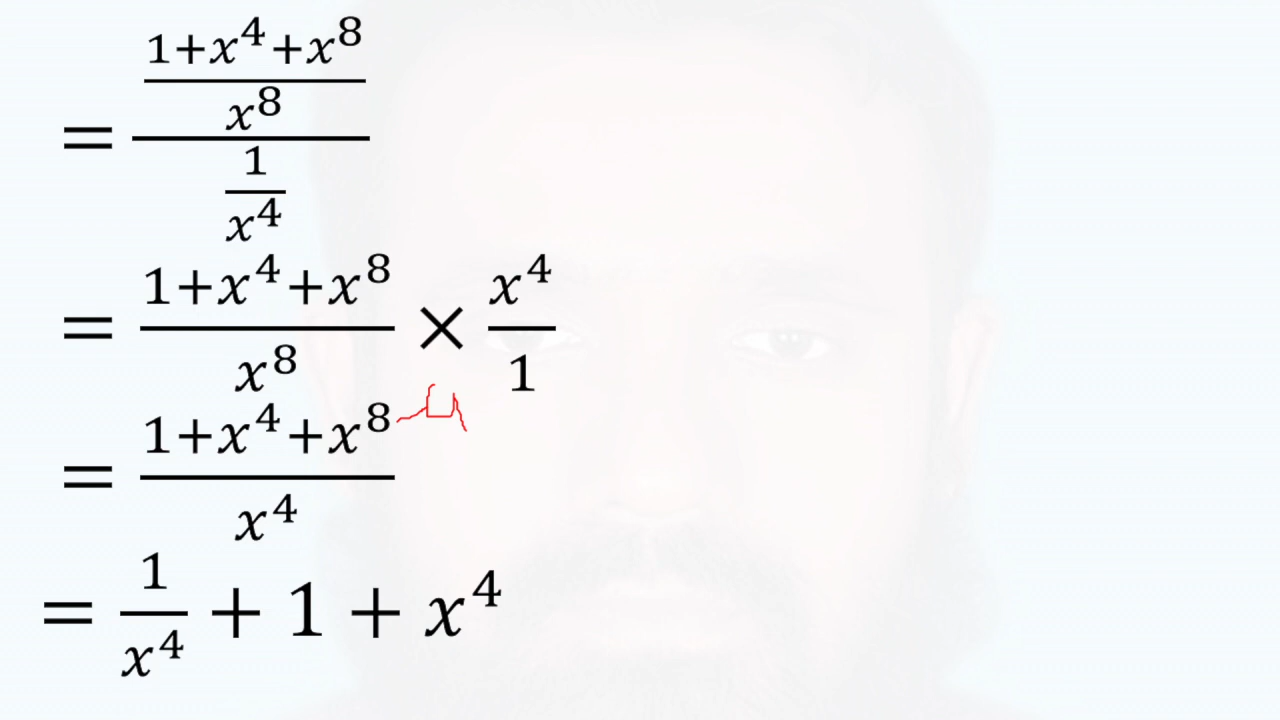 = ((1+x⁴+x⁸)/x⁸)/(1/x⁴)
= (1+x⁴+x⁸)/x⁸ × x⁴/1
= (1+x⁴+x⁸)/x⁴
= 1/x⁴ + 1 + x⁴